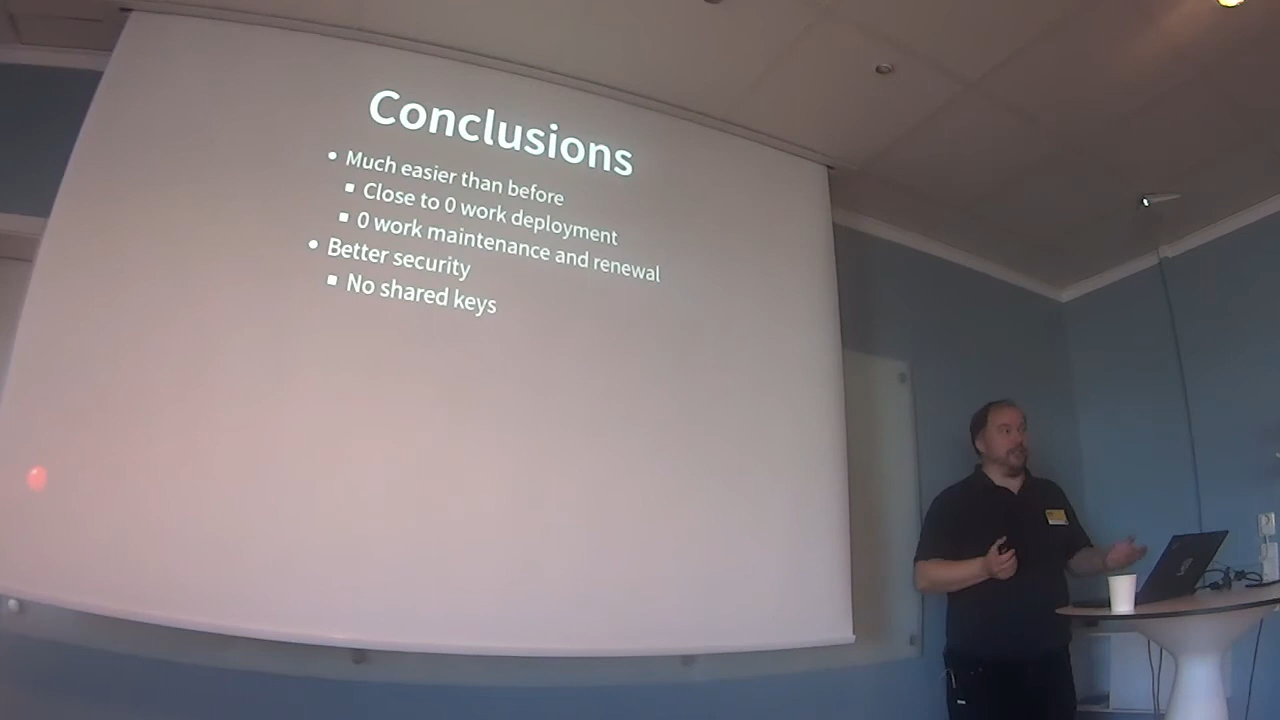 Conclusions
• Much easier than before
▪ Close to 0 work deployment
▪ 0 work maintenance and renewal
• Better security
▪ No shared keys